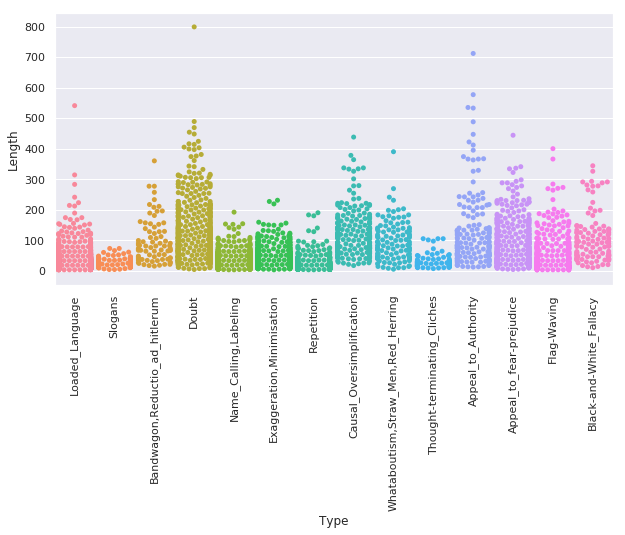 800
700
600
500
400
300
200
100
0
Length
Loaded_Language
Slogans
Bandwagon,Reductio_ad_hitlerum
Doubt
Name_Calling,Labeling
Exaggeration,Minimisation
Repetition
Causal_Oversimplification
Whataboutism,Straw_Men,Red_Herring
Thought-terminating_Cliches
Appeal_to_Authority
Appeal_to_fear-prejudice
Flag-Waving
Black-and-White_Fallacy
Type